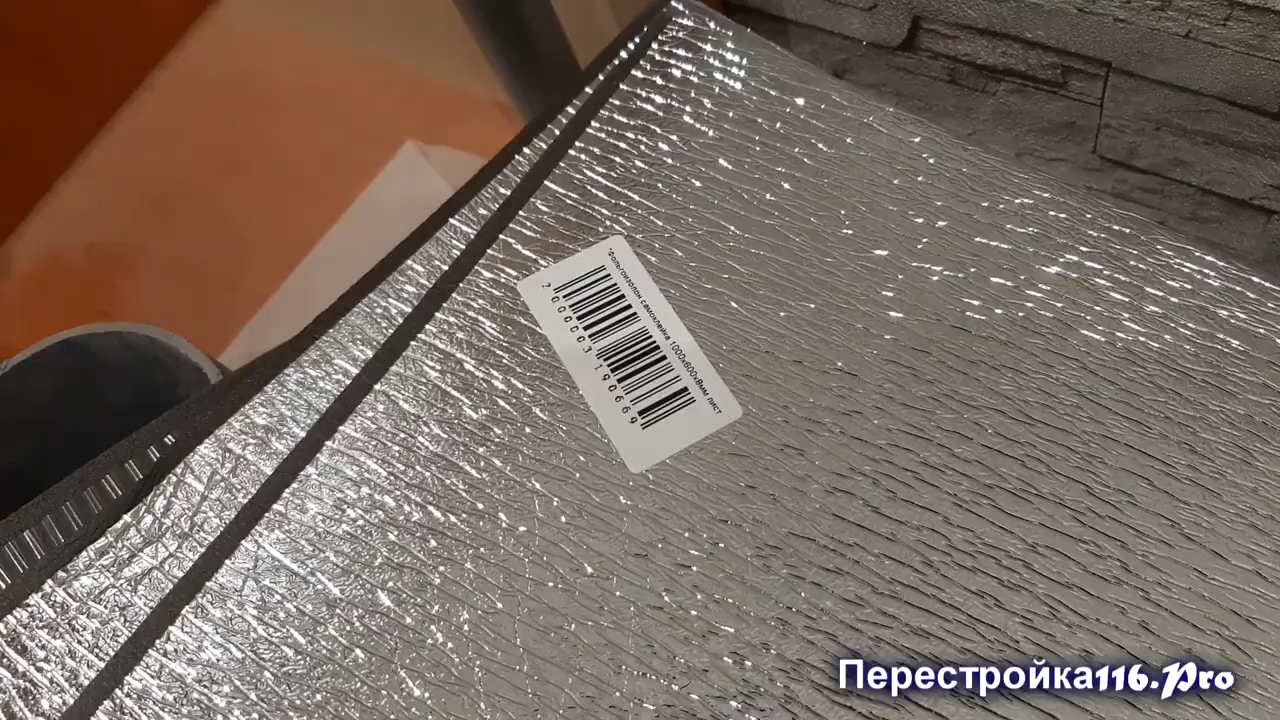 "Фольгоизолон самоклейка 1000х600х8мм лист
2000003190669
Перестройка116.Pro